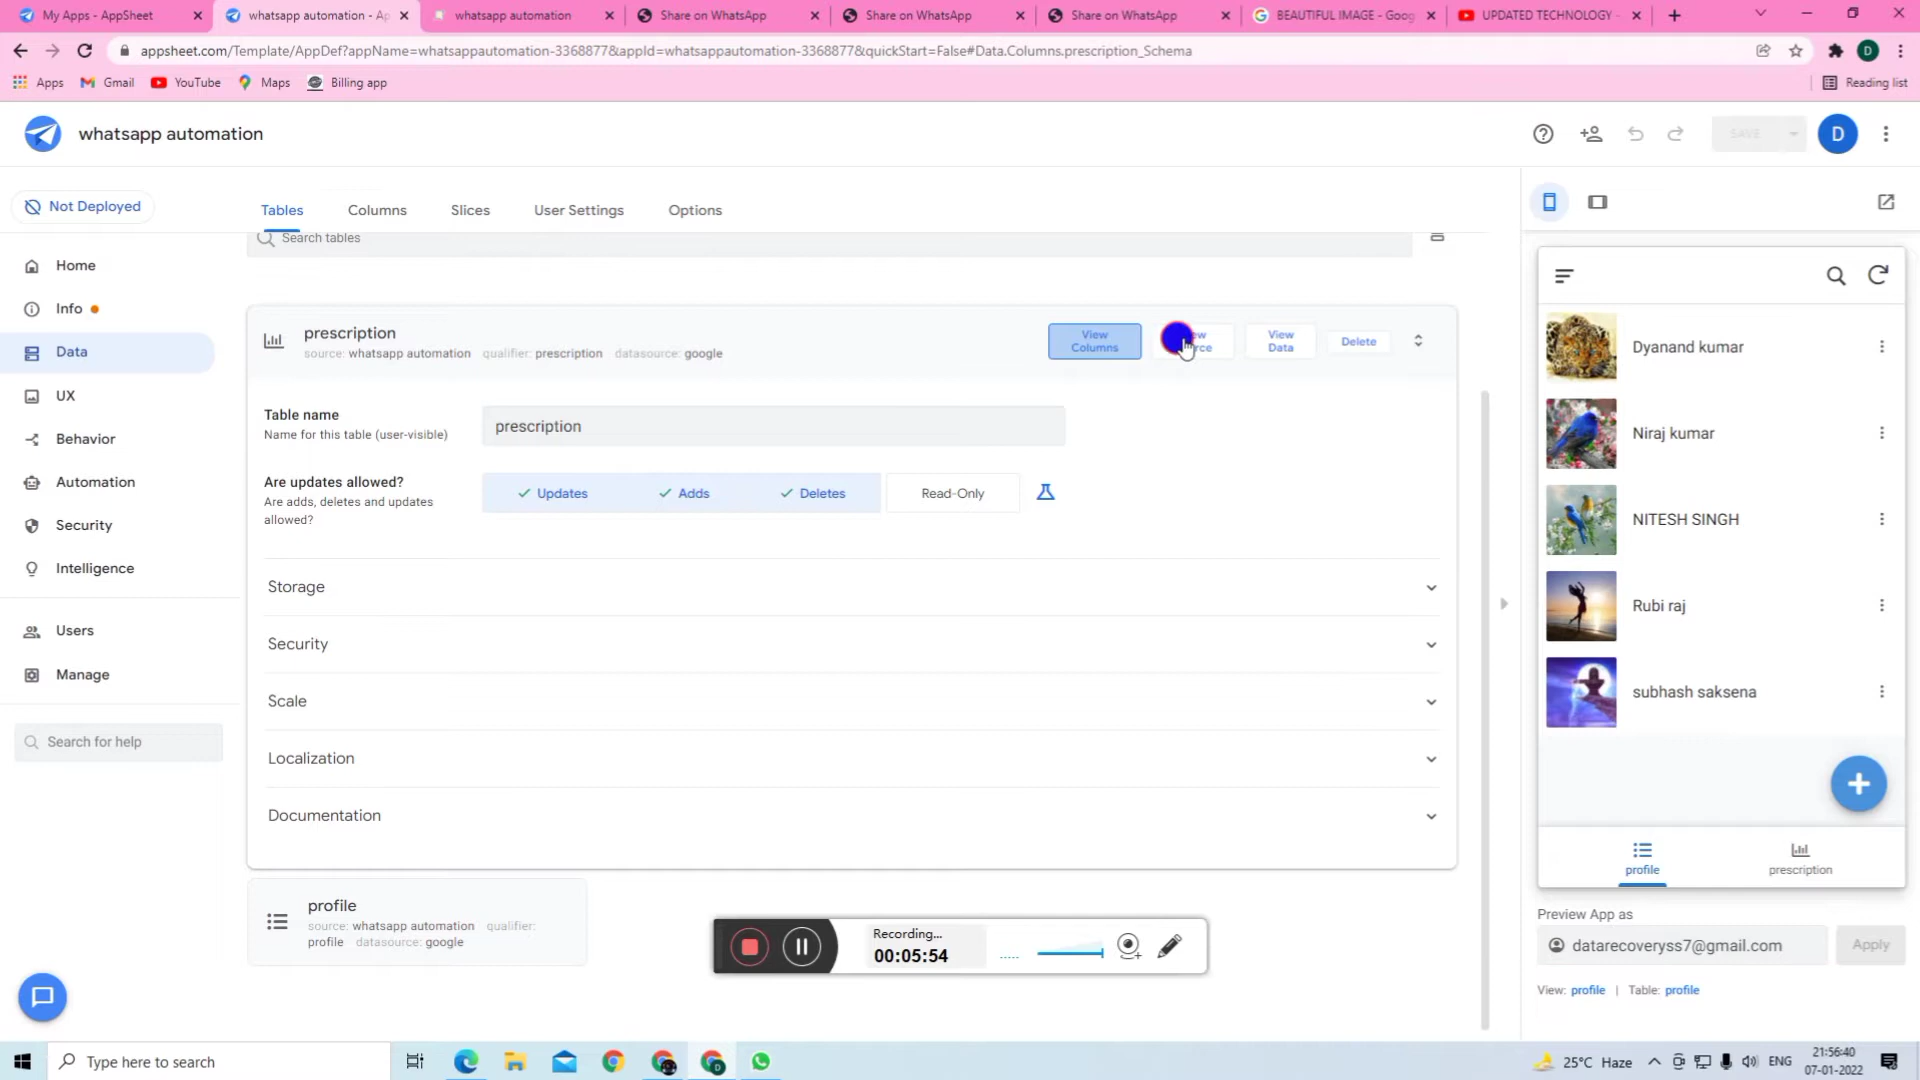 My Apps - AppSheet
whatsapp automation - Ap
whatsapp automation
Share on WhatsApp
Share on WhatsApp
Share on WhatsApp
BEAUTIFUL IMAGE - Goog
UPDATED TECHNOLOGY -
appsheet.com/Template/AppDef?appName=whatsappautomation-3368877&appId=whatsappautomation-3368877&quickStart=False#Data.Columns.prescription_Schema
D
Apps
Gmail
YouTube
Maps
Billing app
Reading list
whatsapp automation
SAVE
D
Not Deployed
Tables
Columns
Slices
User Settings
Options
Search tables
Home
Info
Data
UX
Behavior
Automation
Security
Intelligence
Users
Manage
Search for help
prescription
source: whatsapp automation qualifier: prescription datasource: google
View
Columns
View
Data
Delete
Table name
Name for this table (user-visible)
prescription
Are updates allowed?
Are adds, deletes and updates
allowed?
Updates
Adds
Deletes
Read-Only
Storage
Security
Scale
Localization
Documentation
profile
source: whatsapp automation qualifier:
profile datasource: google
Recording...
00:05:54
Dyanand kumar
Niraj kumar
NITESH SINGH
Rubi raj
subhash saksena
profile
prescription
Preview App as
datarecoveryss7@gmail.com
Apply
View: profile | Table: profile
Type here to search
25°C Haze
ENG
21:56:40
07-01-2022